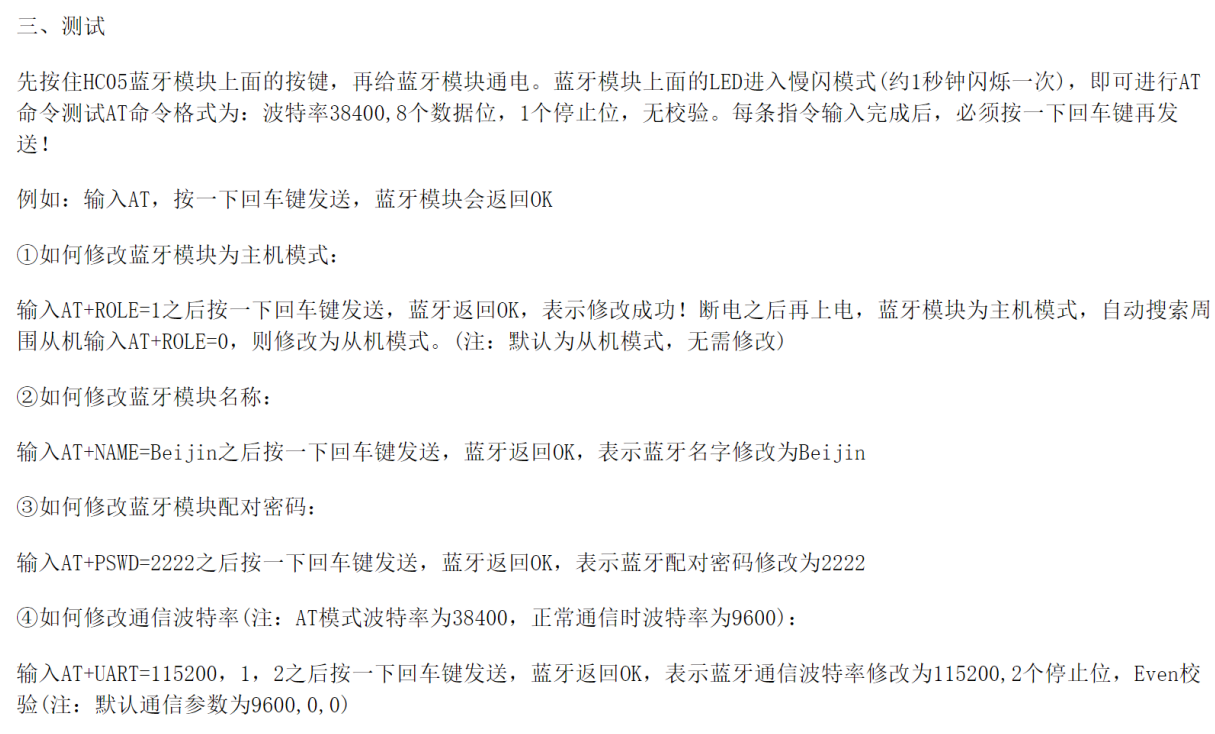 三、测试
先按住HC05蓝牙模块上面的按键，再给蓝牙模块通电。蓝牙模块上面的LED进入慢闪模式(约1秒钟闪烁一次)，即可进行AT
命令测试AT命令格式为：波特率38400,8个数据位，1个停止位，无校验。每条指令输入完成后，必须按一下回车键再发
送！
例如：输入AT，按一下回车键发送，蓝牙模块会返回OK
①如何修改蓝牙模块为主机模式：
输入AT+ROLE=1之后按一下回车键发送，蓝牙返回OK，表示修改成功！断电之后再上电，蓝牙模块为主机模式，自动搜索周
围从机输入AT+ROLE=0，则修改为从机模式。(注：默认为从机模式，无需修改)
②如何修改蓝牙模块名称：
输入AT+NAME=Beijin之后按一下回车键发送，蓝牙返回OK，表示蓝牙名字修改为Beijin
③如何修改蓝牙模块配对密码：
输入AT+PSWD=2222之后按一下回车键发送，蓝牙返回OK，表示蓝牙配对密码修改为2222
④如何修改通信波特率(注：AT模式波特率为38400，正常通信时波特率为9600)：
输入AT+UART=115200，1，2之后按一下回车键发送，蓝牙返回OK，表示蓝牙通信波特率修改为115200,2个停止位，Even校
验(注：默认通信参数为9600,0,0)